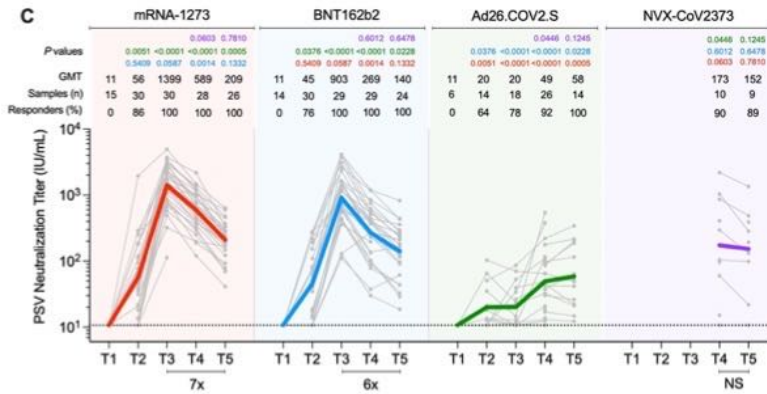 C
mRNA-1273 BNT162b2 Ad26.COV2.S NVX-CoV2373
0.0603 0.7810 0.6012 0.6478 0.0446 0.1245 0.0446 0.1245
P values 0.0051 <0.0001 <0.0001 0.0005 0.0376 <0.0001 <0.0001 0.0228 0.0376 <0.0001 <0.0001 0.0228 0.6012 0.6478
0.5409 0.0587 0.0014 0.1332 0.5409 0.0587 0.0014 0.1332 0.0051 <0.0001 <0.0001 0.0005 0.0603 0.7810
GMT 11 56 1399 589 209 11 45 903 269 140 11 20 20 49 58 173 152
Samples (n) 15 30 30 28 26 14 30 29 29 24 6 14 18 26 14 10 9
Responders (%) 0 86 100 100 100 0 76 100 100 100 0 64 78 92 100 90 89
PSV Neutralization Titer (IU/mL)
10⁴
10³
10²
10¹
T1 T2 T3 T4 T5 T1 T2 T3 T4 T5 T1 T2 T3 T4 T5 T1 T2 T3 T4 T5
7x 6x NS